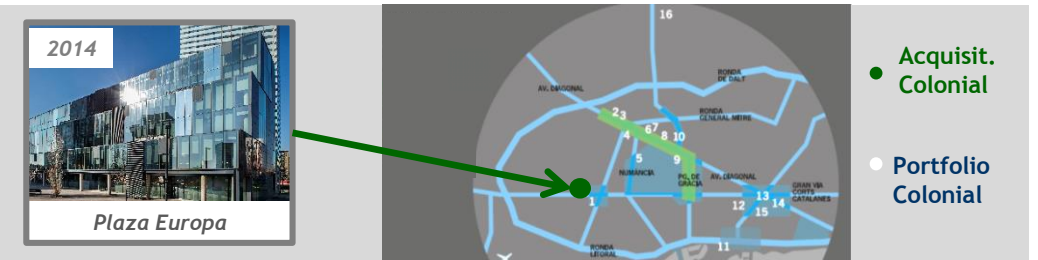 2014
Plaza Europa
16
RONDA
DE DALT
AV. DIAGONAL
2
3
RONDA
GENERAL MITRE
4
6
7
8
10
5
9
NUMANCIA
PG. DE
GRACIA
AV. DIAGONAL
1
13
GRAN VIA
CORTS
CATALANES
12
14
15
11
RONDA
LITORAL
Acquisit.
Colonial
Portfolio
Colonial